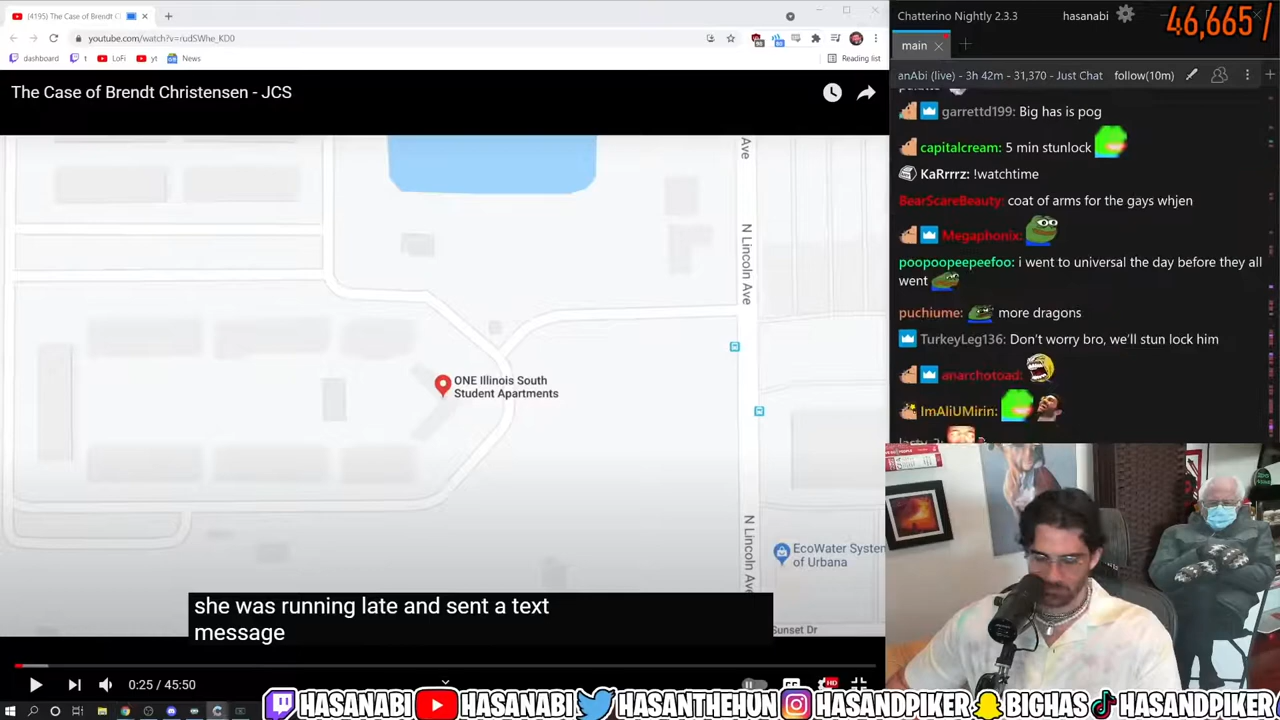 (4195) The Case of Brendt C
youtube.com/watch?v=rudSWhe_KD0
dashboard
t
LoFi
yt
News
Reading list
The Case of Brendt Christensen - JCS
Ave
N Lincoln Ave
ONE Illinois South
Student Apartments
N Lincoln Ave
EcoWater System
of Urbana
Sunset Dr
she was running late and sent a text
message
0:25 / 45:50
HD
Chatterino Nightly 2.3.3
hasanabi
46,665 /
main
anAbi (live) - 3h 42m - 31,370 - Just Chat
follow(10m)
garrettd199: Big has is pog
capitalcream: 5 min stunlock
KaRrrrz: !watchtime
BearScareBeauty: coat of arms for the gays whjen
Megaphonix:
poopoopeepeefoo: i went to universal the day before they all
went
puchiume: more dragons
TurkeyLeg136: Don't worry bro, we'll stun lock him
anarchotoad:
ImAliUMirin:
HASANABI
HASANABI
HASANTHEHUN
HASANDPIKER
BIGHAS
HASANDPIKER